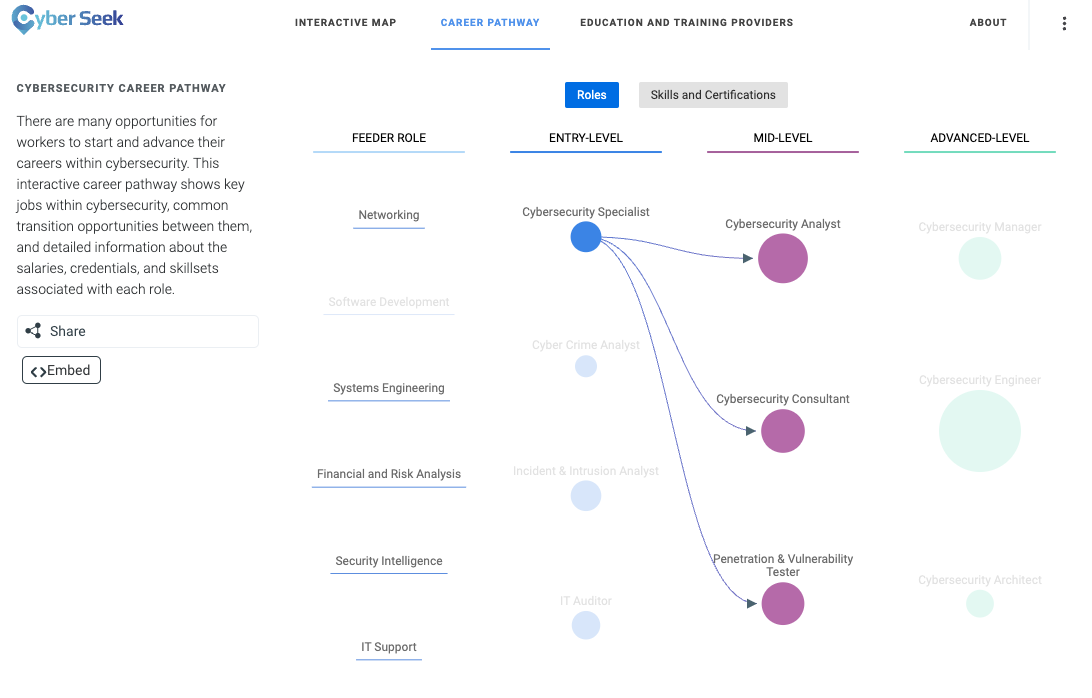 Cyber Seek
INTERACTIVE MAP
CAREER PATHWAY
EDUCATION AND TRAINING PROVIDERS
ABOUT
CYBERSECURITY CAREER PATHWAY
There are many opportunities for
workers to start and advance their
careers within cybersecurity. This
interactive career pathway shows key
jobs within cybersecurity, common
transition opportunities between them,
and detailed information about the
salaries, credentials, and skillsets
associated with each role.
Share
Embed
Roles
Skills and Certifications
FEEDER ROLE
ENTRY-LEVEL
MID-LEVEL
ADVANCED-LEVEL
Networking
Software Development
Systems Engineering
Financial and Risk Analysis
Security Intelligence
IT Support
Cybersecurity Specialist
Cyber Crime Analyst
Incident & Intrusion Analyst
IT Auditor
Cybersecurity Analyst
Cybersecurity Consultant
Penetration & Vulnerability
Tester
Cybersecurity Manager
Cybersecurity Engineer
Cybersecurity Architect